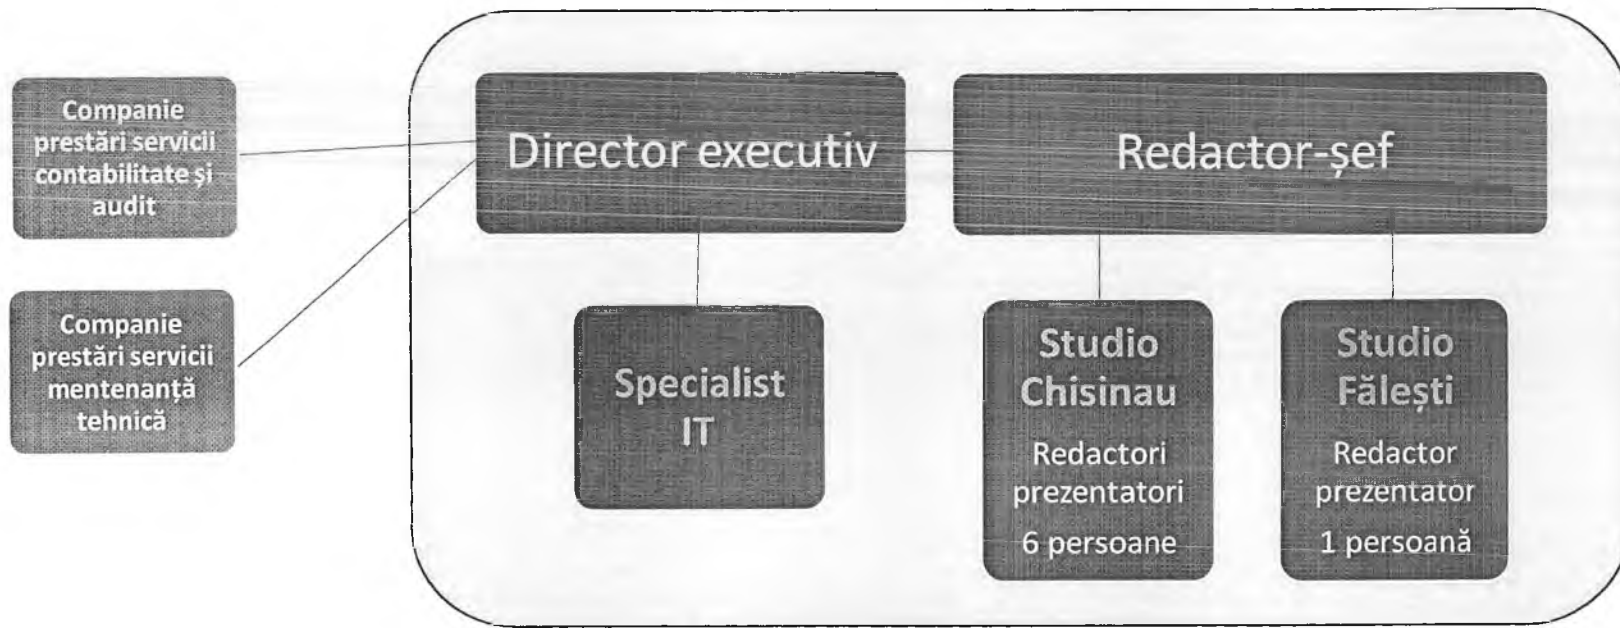 Companie
prestări servicii
contabilitate și
audit
Companie
prestări servicii
mentenanță
tehnică
Director executiv
Redactor-șef
Specialist
IT
Studio
Chisinau
Redactori
prezentatori
6 persoane
Studio
Fălești
Redactor
prezentator
1 persoană